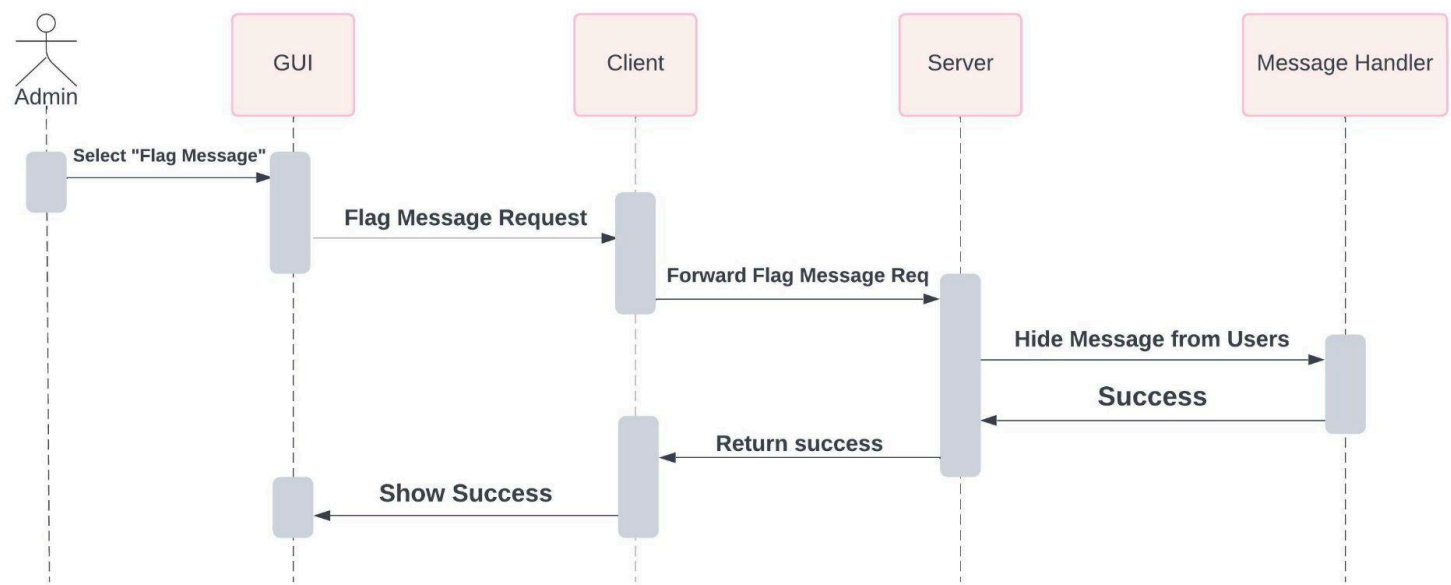 Admin
GUI
Client
Server
Message Handler
Select "Flag Message"
Flag Message Request
Forward Flag Message Req
Hide Message from Users
Success
Return success
Show Success